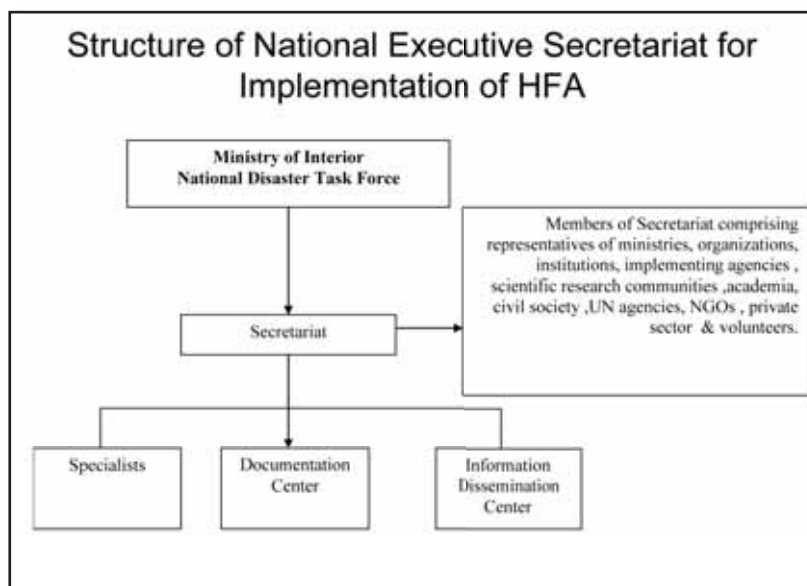 Structure of National Executive Secretariat for
Implementation of HFA
Ministry of Interior
National Disaster Task Force
Members of Secretariat comprising
representatives of ministries, organizations,
institutions, implementing agencies ,
scientific research communities ,academia,
civil society ,UN agencies, NGOs , private
sector & volunteers.
Secretariat
Specialists
Documentation
Center
Information
Dissemination
Center